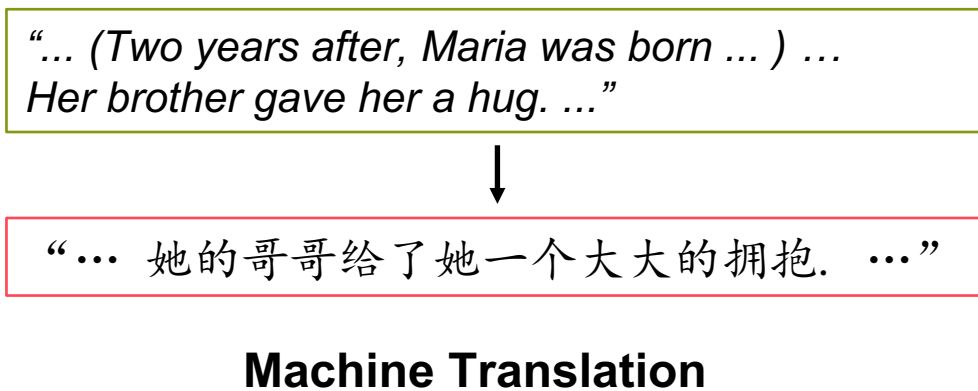 “... (Two years after, Maria was born ... ) …
Her brother gave her a hug. ...”
“… 她的哥哥给了她一个大大的拥抱. …”
Machine Translation